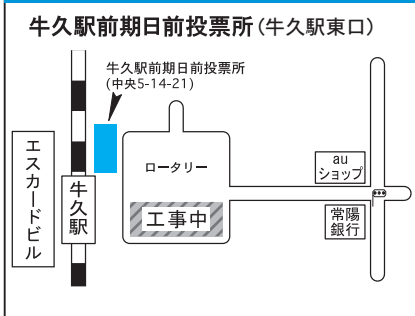 牛久駅前期日前投票所(牛久駅東口)
牛久駅前期日前投票所
(中央5-14-21)
エスカードビル
牛久駅
ロータリー
工事中
au
ショップ
常陽
銀行